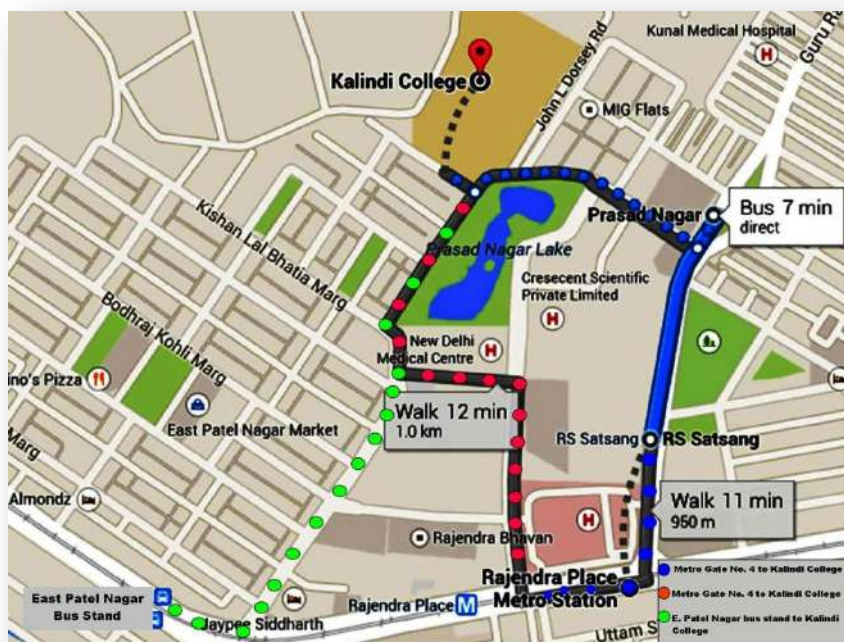 Kunal Medical Hospital
Guru Ra
John L Dorsey Rd
Kalindi College
MIG Flats
Prasad Nagar
Bus 7 min
direct
Kishan Lal Bhatia Marg
Prasad Nagar Lake
Cresecent Scientific
Private Limited
Bodhraj Kohli Marg
New Delhi
Medical Centre
ino's Pizza
Walk 12 min
1.0 km
East Patel Nagar Market
RS Satsang
RS Satsang
Marg
Almondz
Walk 11 min
950 m
Rajendra Bhavan
Rajendra Place
Metro Station
Metro Gate No. 4 to Kalindi College
East Patel Nagar
Bus Stand
Rajendra Place
M
Metro Gate No. 4 to Kalindi College
Jaypee Siddharth
Uttam S
E. Patel Nagar bus stand to Kalindi
College